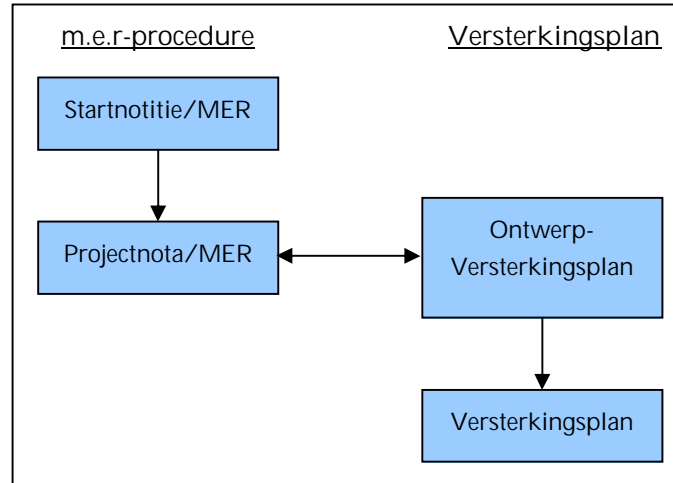 m.e.r-procedure
Versterkingsplan
Startnotitie/MER
Projectnota/MER
Ontwerp-
Versterkingsplan
Versterkingsplan